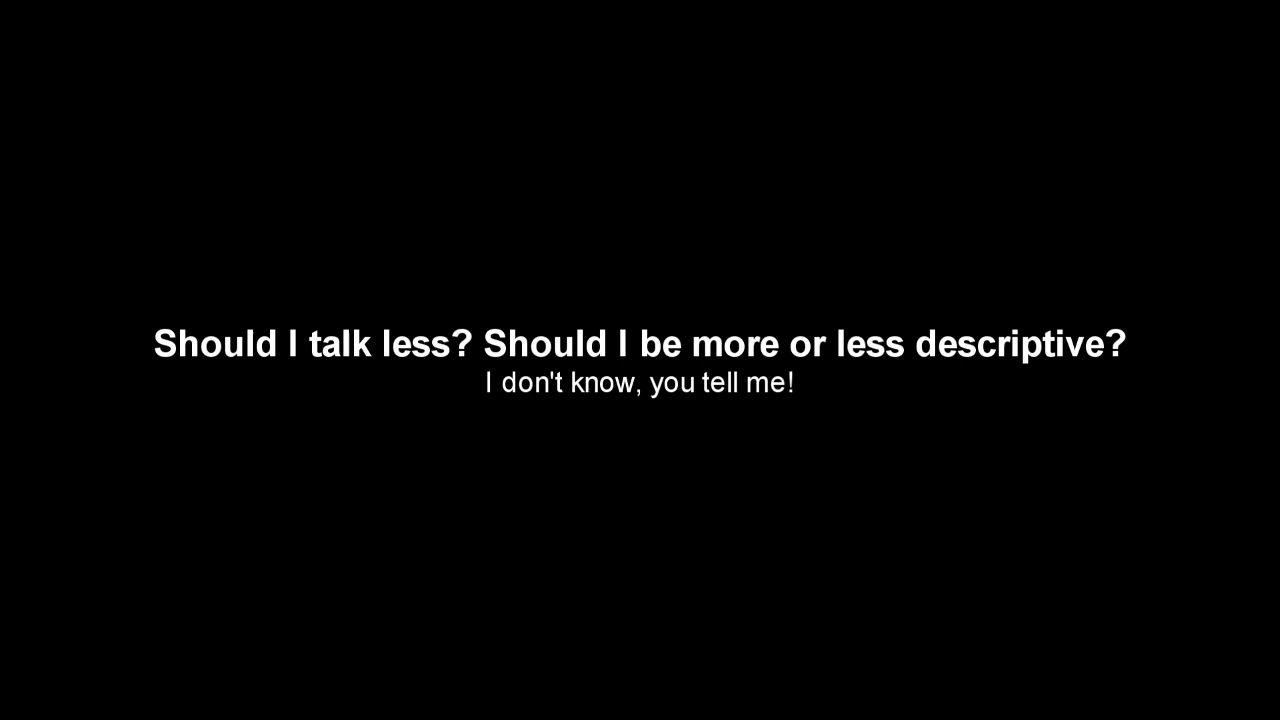 Should I talk less? Should I be more or less descriptive?
I don't know, you tell me!